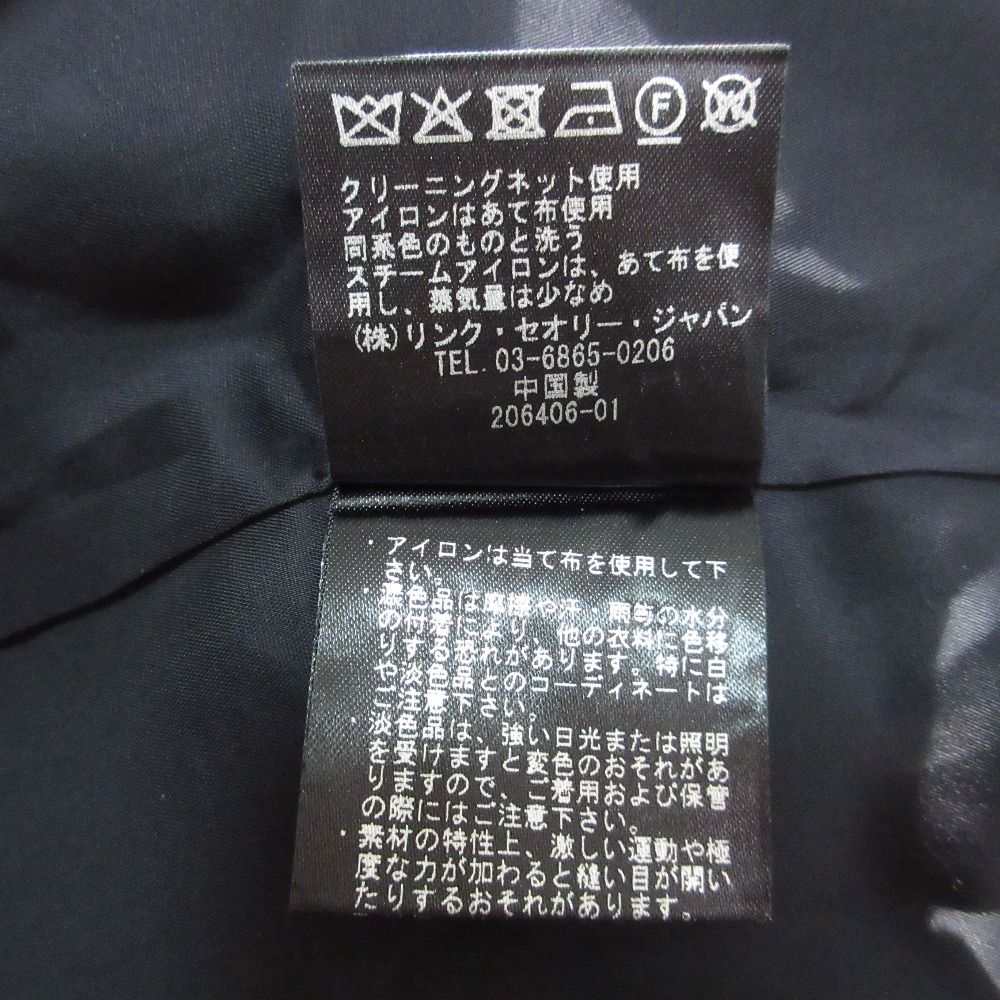 クリーニングネット使用
アイロンはあて布使用
同系色のものと洗う
スチームアイロンは、あて布を使
用し、蒸気量は少なめ
(株)リンク・セオリー・ジャパン
TEL. 03-6865-0206
中国製
206406-01
・アイロンは当て布を使用して下
さい。
・濃色品は摩擦や汗・雨等の水分
の付着により、他の衣料に色移
りする恐れがあります。特に白
や淡色品とのコーディネートは
ご注意下さい。
・淡色品は、強い日光または照明
を受けますと変色のおそれがあ
りますので、ご着用および保管
の際にはご注意下さい。
・素材の特性上、激しい運動や極
度な力が加わると縫い目が開い
たりするおそれがあります。